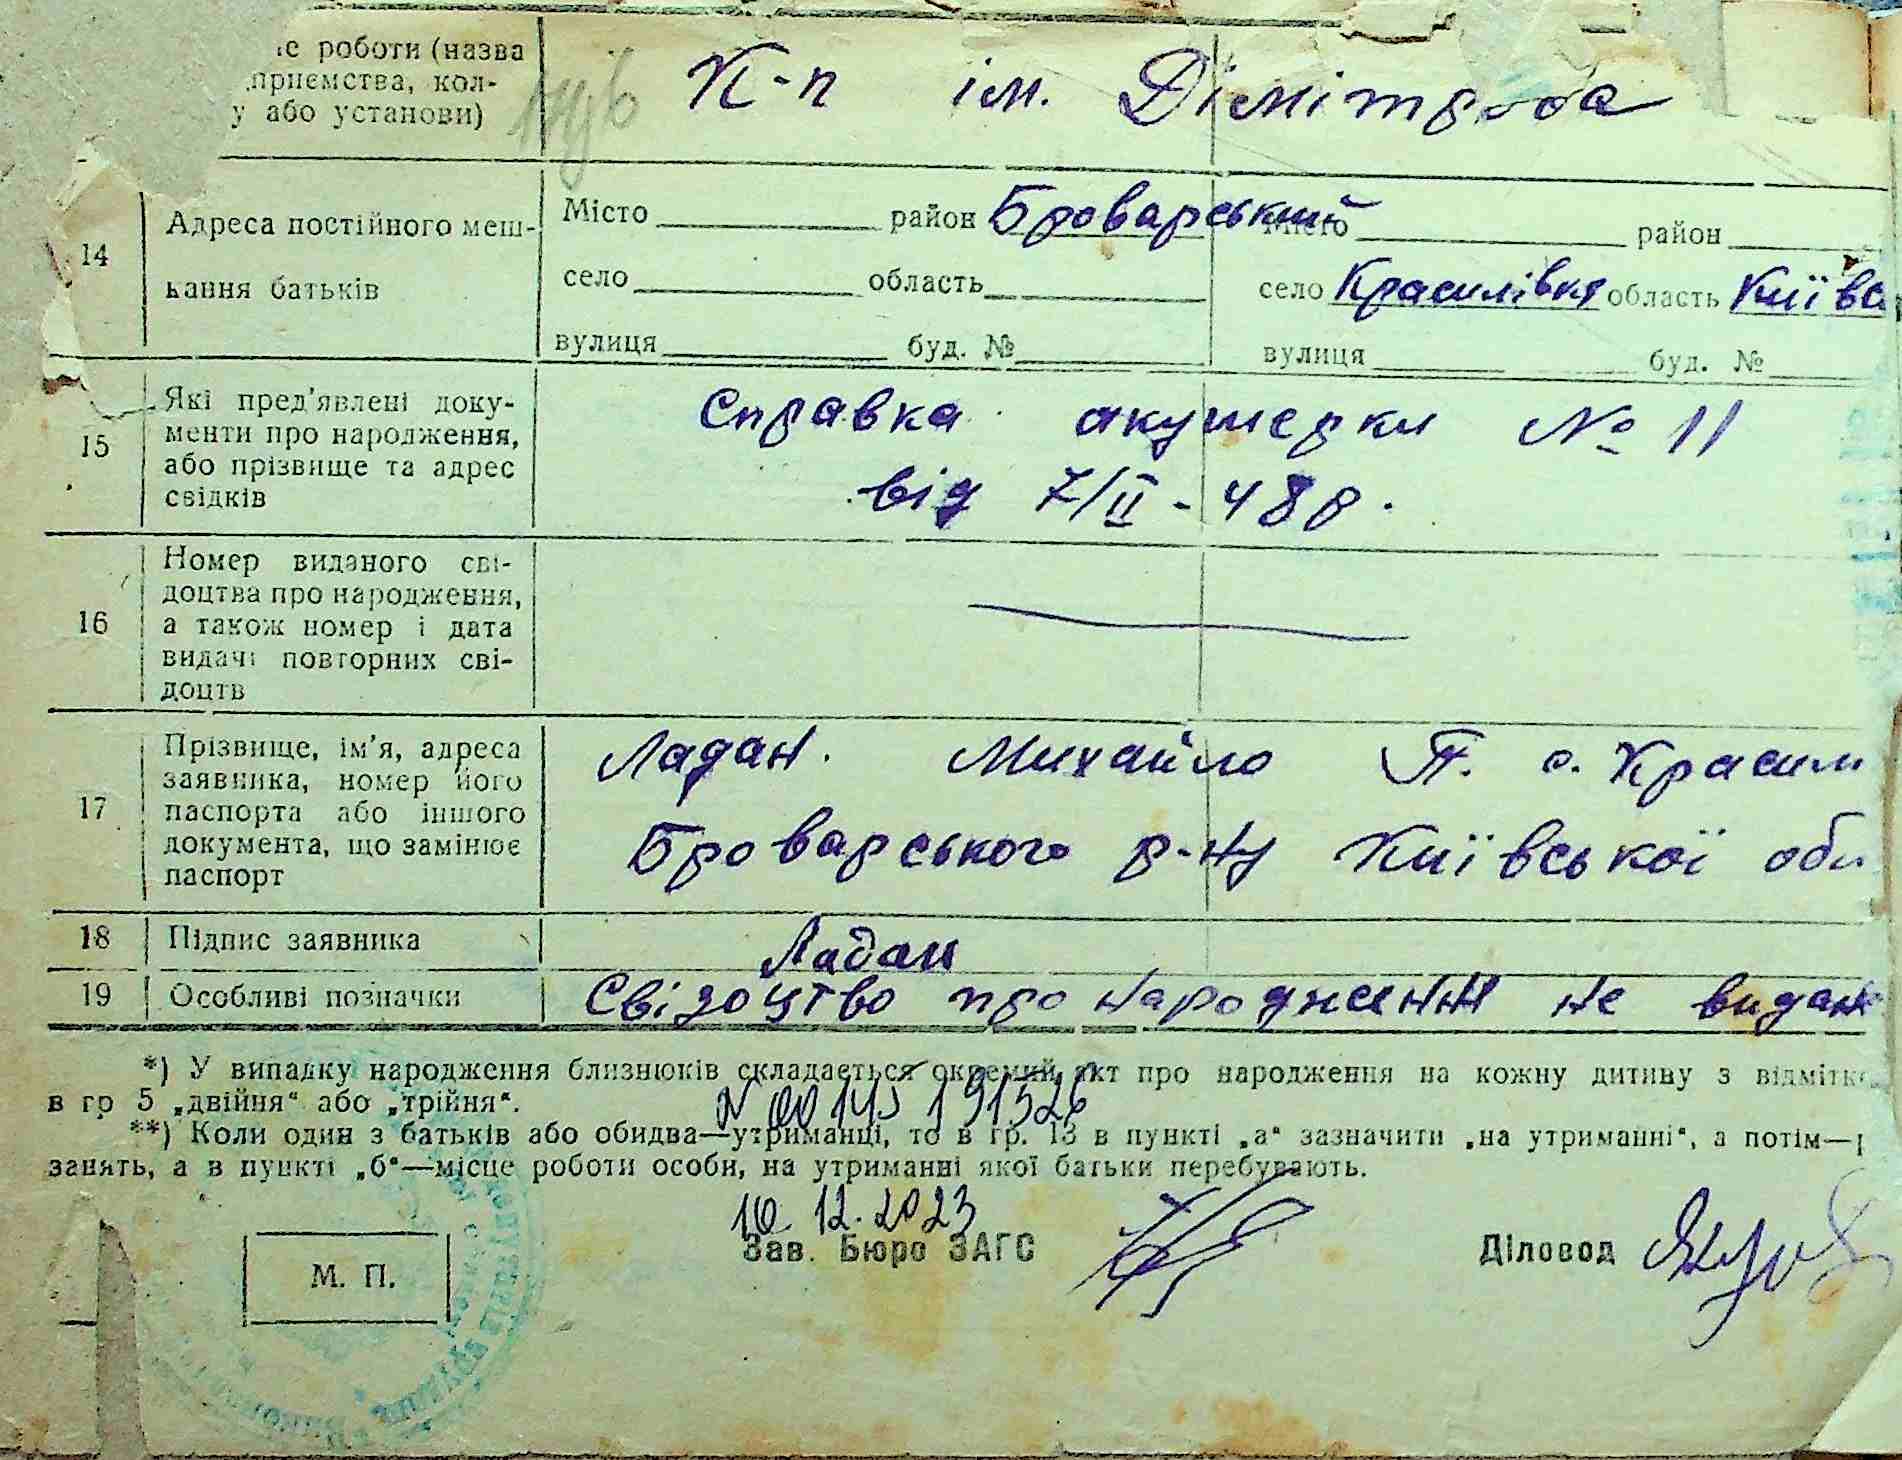 це роботи (назва
приємства, кол-
у або установи)
К-п ім. Дімітрова
14
Адреса постійного меш-
кання батьків
Місто район Броварський
село область
вулиця буд. №
Місто район
село Красилівка область Київс
вулиця буд. №
15
Які пред'явлені доку-
менти про народження,
або прізвище та адрес
свідків
Справка акушерки № 11
від 7/II - 48 р.
16
Номер виданого сві-
доцтва про народження,
а також номер і дата
видачі повторних сві-
доцтв
17
Прізвище, ім'я, адреса
заявника, номер його
паспорта або іншого
документа, що замінює
паспорт
Ладан. Михайло П. с. Красили
Броварського р-ну Київської обл
18
Підпис заявника
Ладан
19
Особливі позначки
Свідоцтво про народження не видан
*) У випадку народження близнюків складається окремий акт про народження на кожну дитину з відмітко
в гр 5 „двійня“ або „трійня“.
N 00145 191526
**) Коли один з батьків або обидва—утриманці, то в гр. 13 в пункті „а“ зазначити „на утриманні“, а потім—р
занять, а в пункті „б“—місце роботи особи, на утриманні якої батьки перебувають.
10.12.2023
Зав. Бюро ЗАГС
Діловод
М. П.